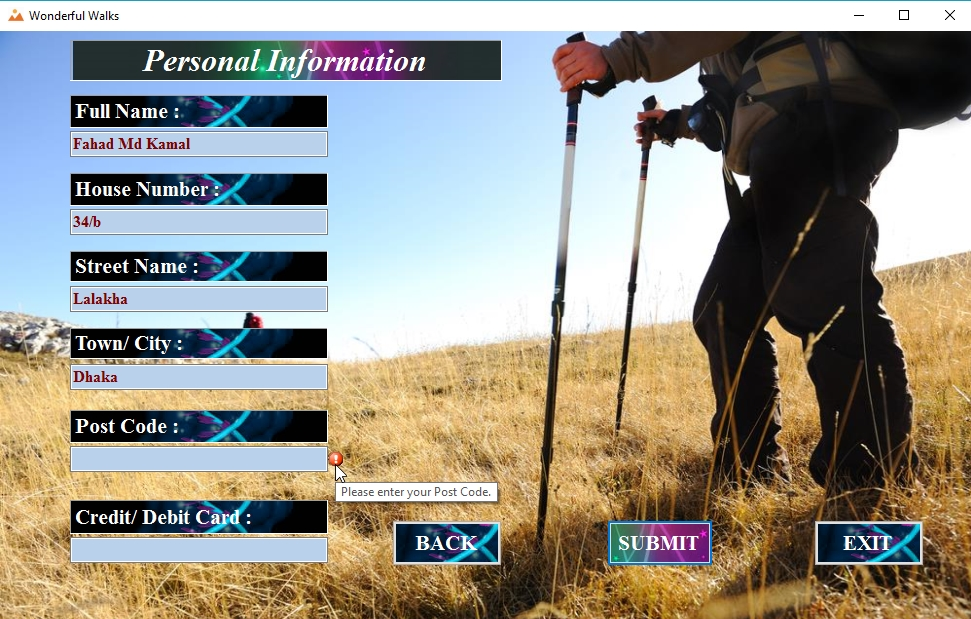 Wonderful Walks
Personal Information
Full Name :
Fahad Md Kamal
House Number :
34/b
Street Name :
Lalakha
Town/ City :
Dhaka
Post Code :
Please enter your Post Code.
Credit/ Debit Card :
BACK
SUBMIT
EXIT